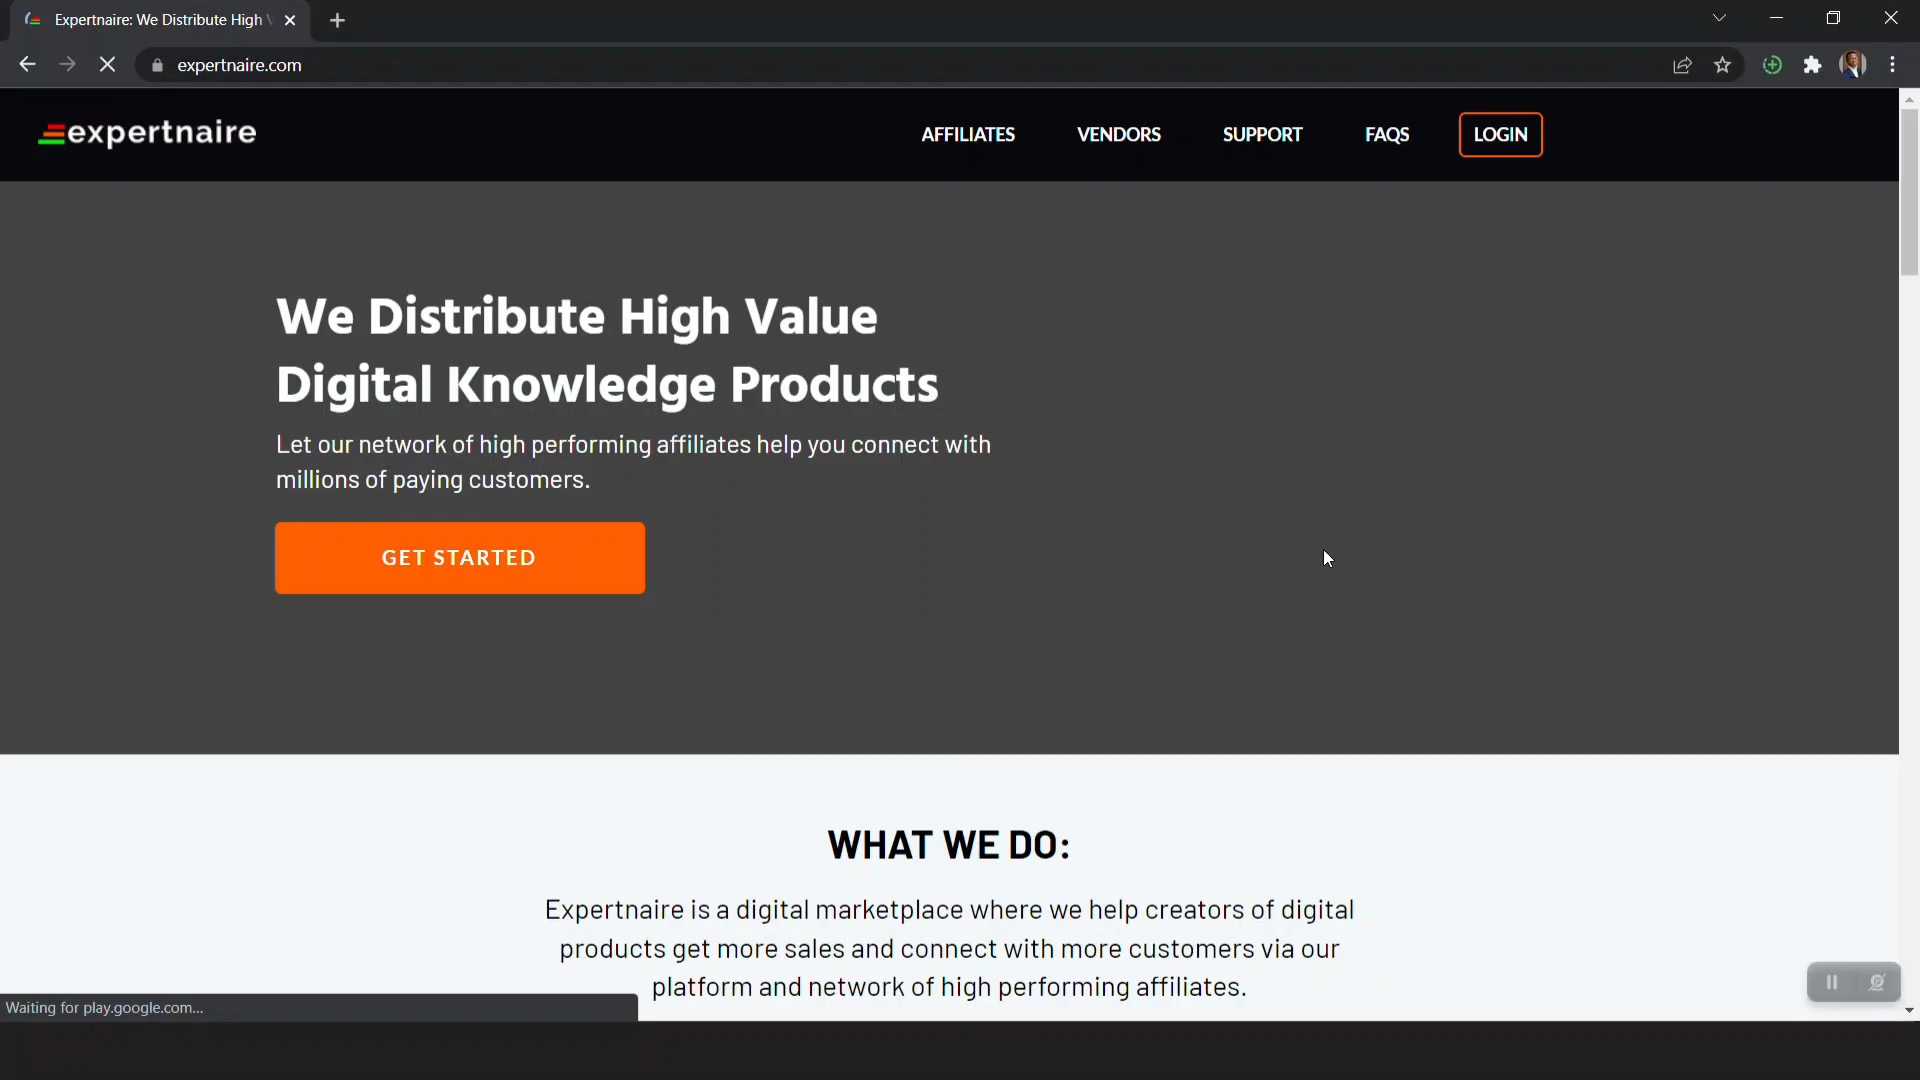 Expertnaire: We Distribute High
expertnaire.com
expertnaire
AFFILIATES
VENDORS
SUPPORT
FAQS
LOGIN
We Distribute High Value
Digital Knowledge Products
Let our network of high performing affiliates help you connect with
millions of paying customers.
GET STARTED
WHAT WE DO:
Expertnaire is a digital marketplace where we help creators of digital
products get more sales and connect with more customers via our
platform and network of high performing affiliates.
Waiting for play.google.com...